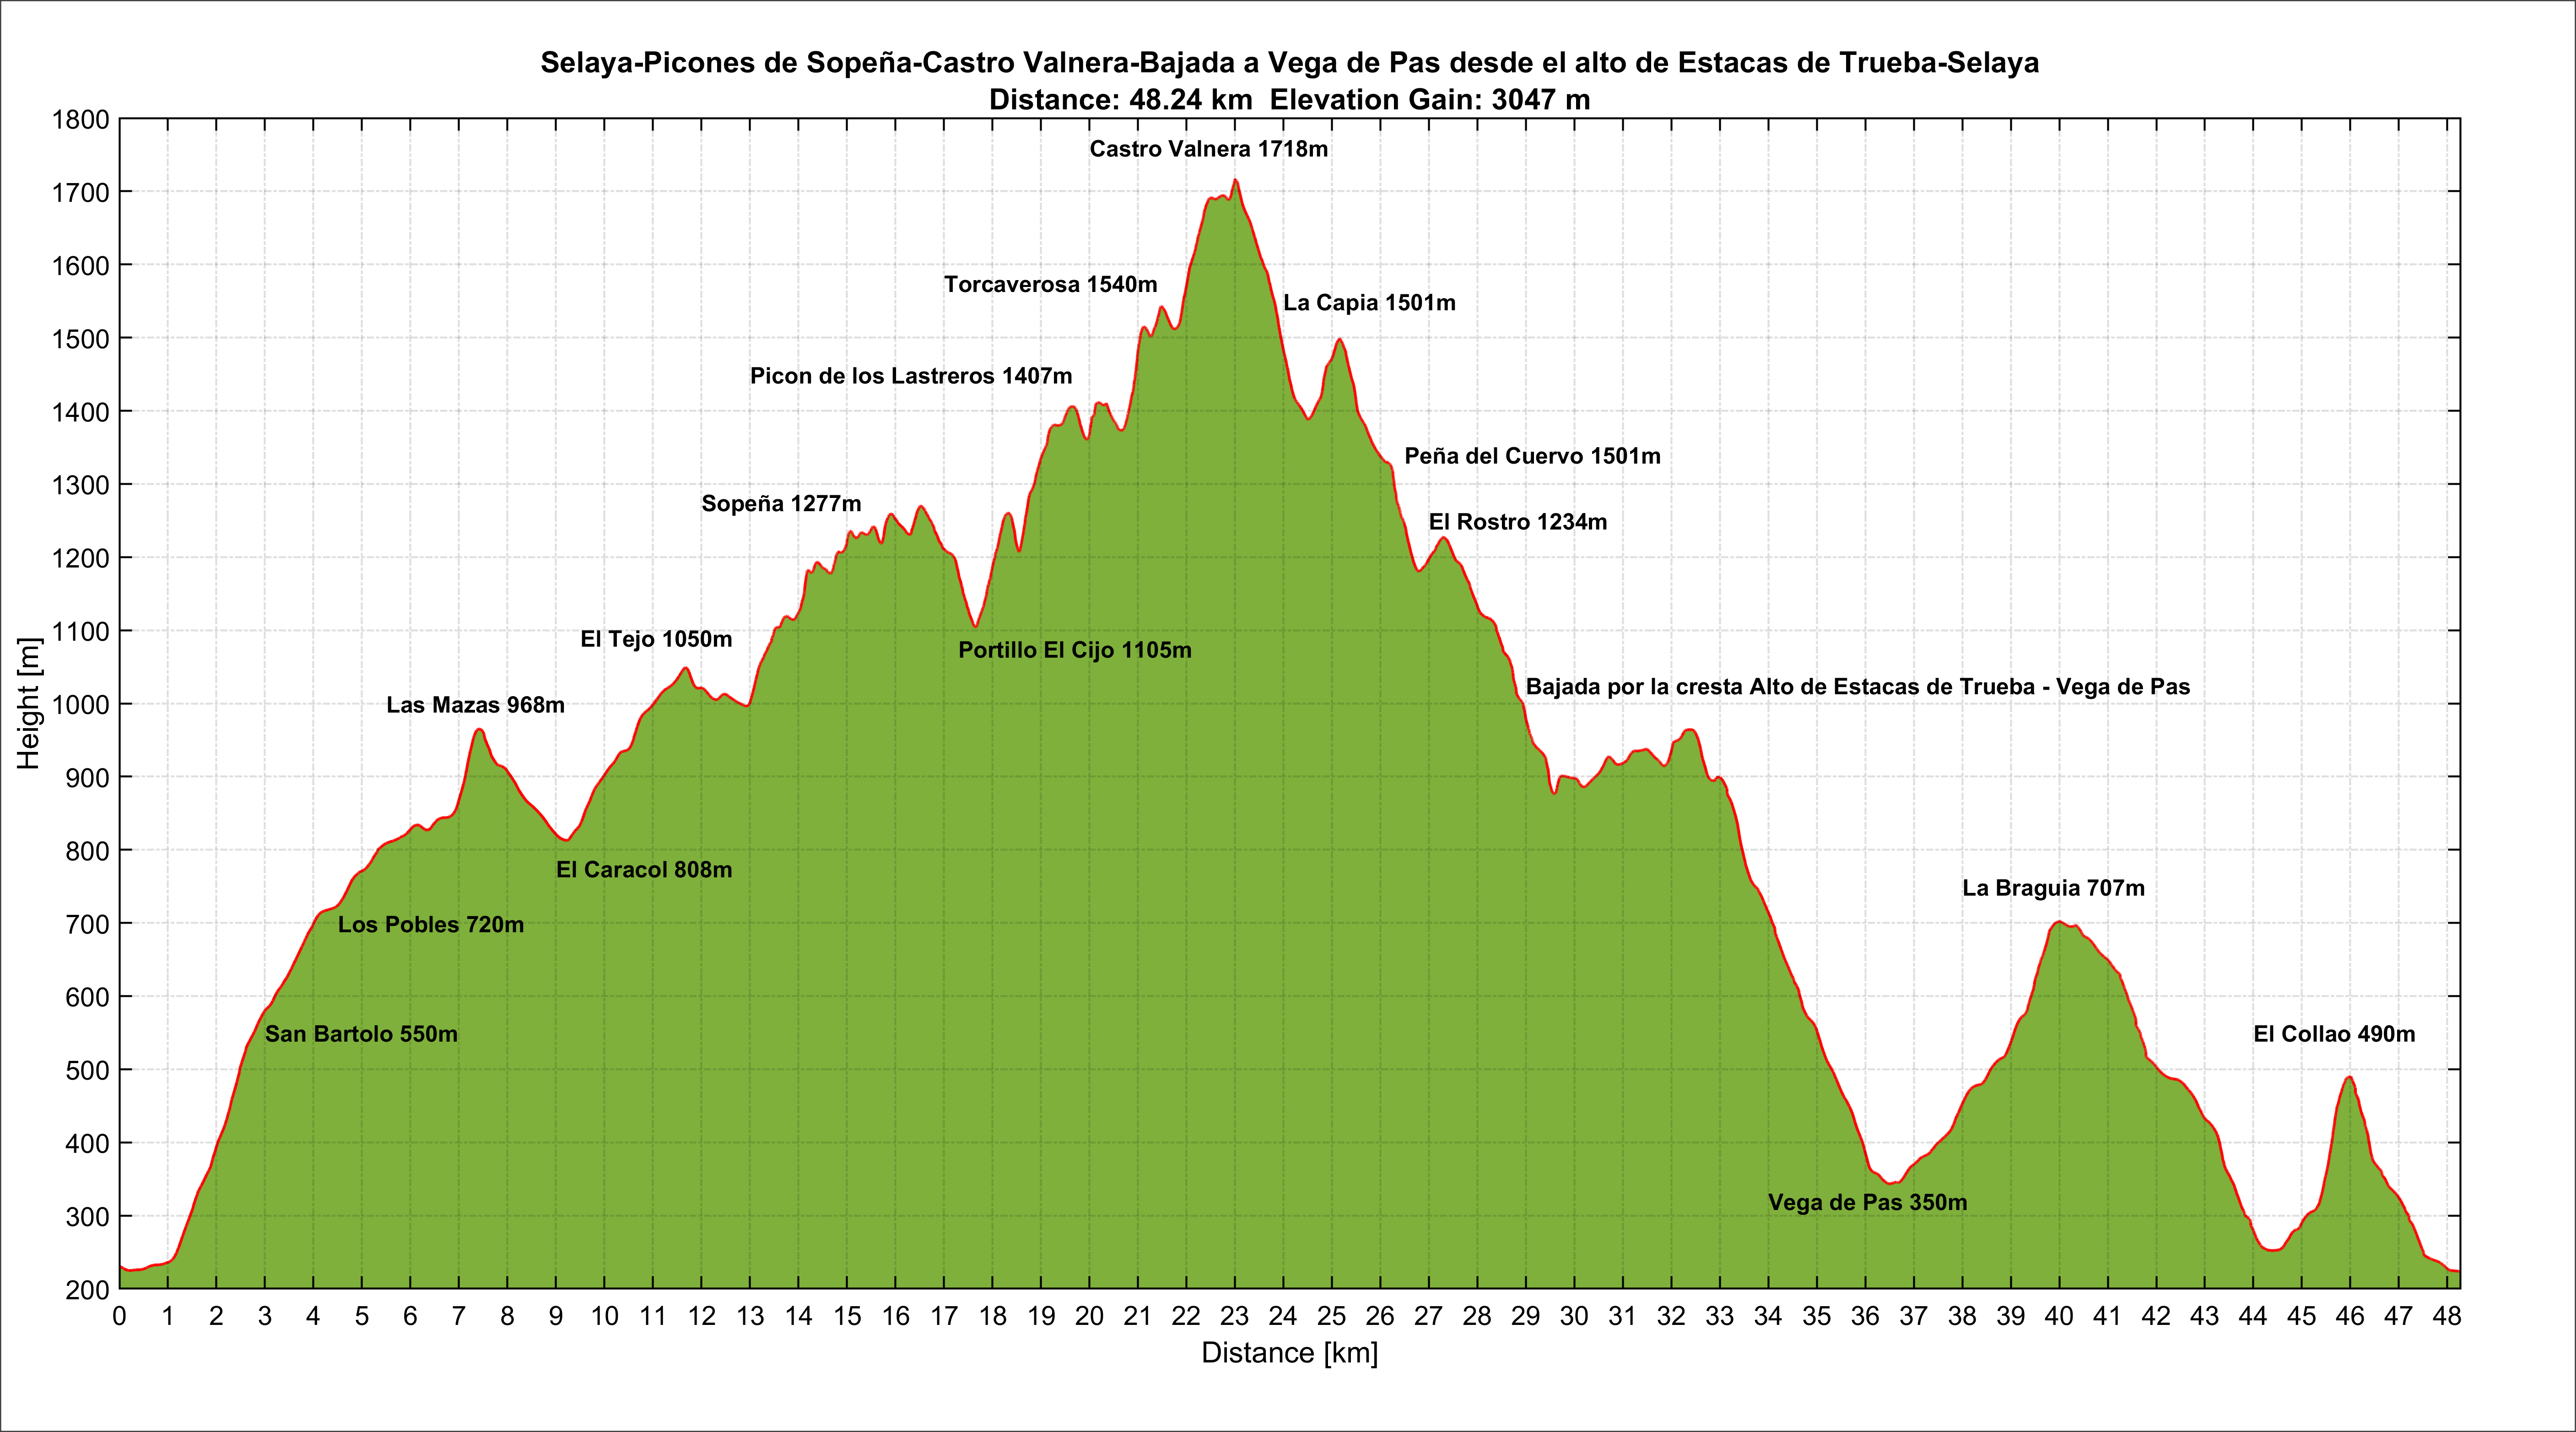 Selaya-Picones de Sopeña-Castro Valnera-Bajada a Vega de Pas desde el alto de Estacas de Trueba-Selaya
Distance: 48.24 km  Elevation Gain: 3047 m
1800
1700
1600
1500
1400
1300
1200
1100
1000
900
800
700
600
500
400
300
200
Height [m]
Castro Valnera 1718m
Torcaverosa 1540m
La Capia 1501m
Picon de los Lastreros 1407m
Peña del Cuervo 1501m
Sopeña 1277m
El Rostro 1234m
El Tejo 1050m
Portillo El Cijo 1105m
Bajada por la cresta Alto de Estacas de Trueba - Vega de Pas
Las Mazas 968m
El Caracol 808m
La Braguia 707m
Los Pobles 720m
San Bartolo 550m
El Collao 490m
Vega de Pas 350m
0 1 2 3 4 5 6 7 8 9 10 11 12 13 14 15 16 17 18 19 20 21 22 23 24 25 26 27 28 29 30 31 32 33 34 35 36 37 38 39 40 41 42 43 44 45 46 47 48
Distance [km]